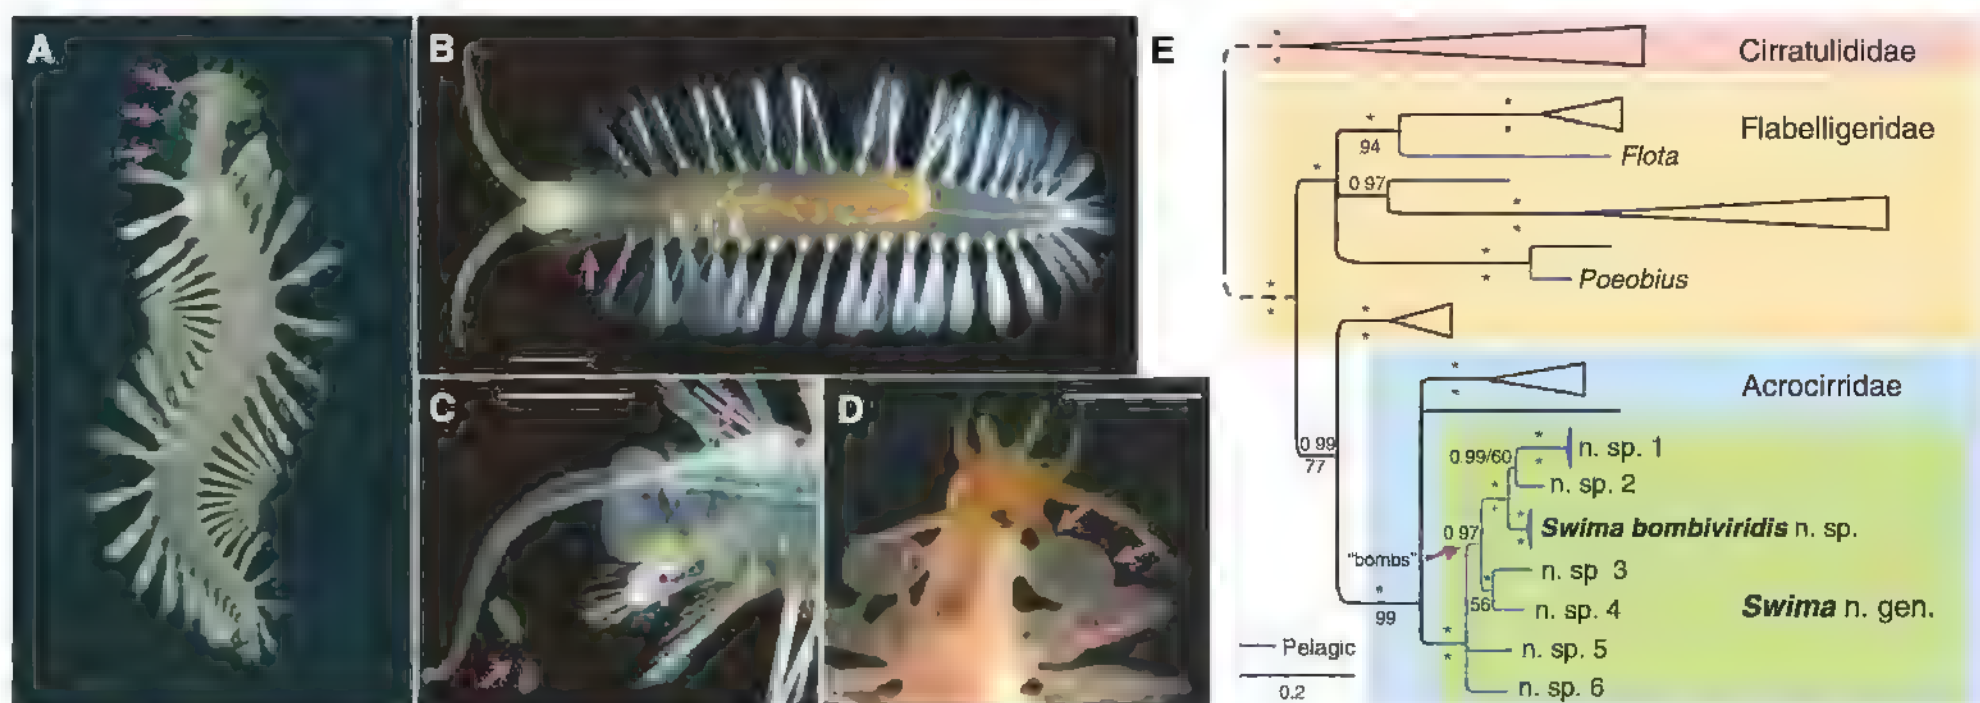 A
B
C
D
E
Cirratulididae
*
*
Flabelligeridae
*
94
*
*
Flota
*
0 97
*
*
*
*
Poeobius
*
*
*
*
Acrocirridae
*
*
0 99
77
0.99/60
*
*
n. sp. 1
n. sp. 2
*
*
*
*
Swima bombiviridis n. sp.
0.97
"bombs"
n. sp 3
*
56
n. sp. 4
Swima n. gen.
*
99
*
*
n. sp. 5
n. sp. 6
Pelagic
0.2